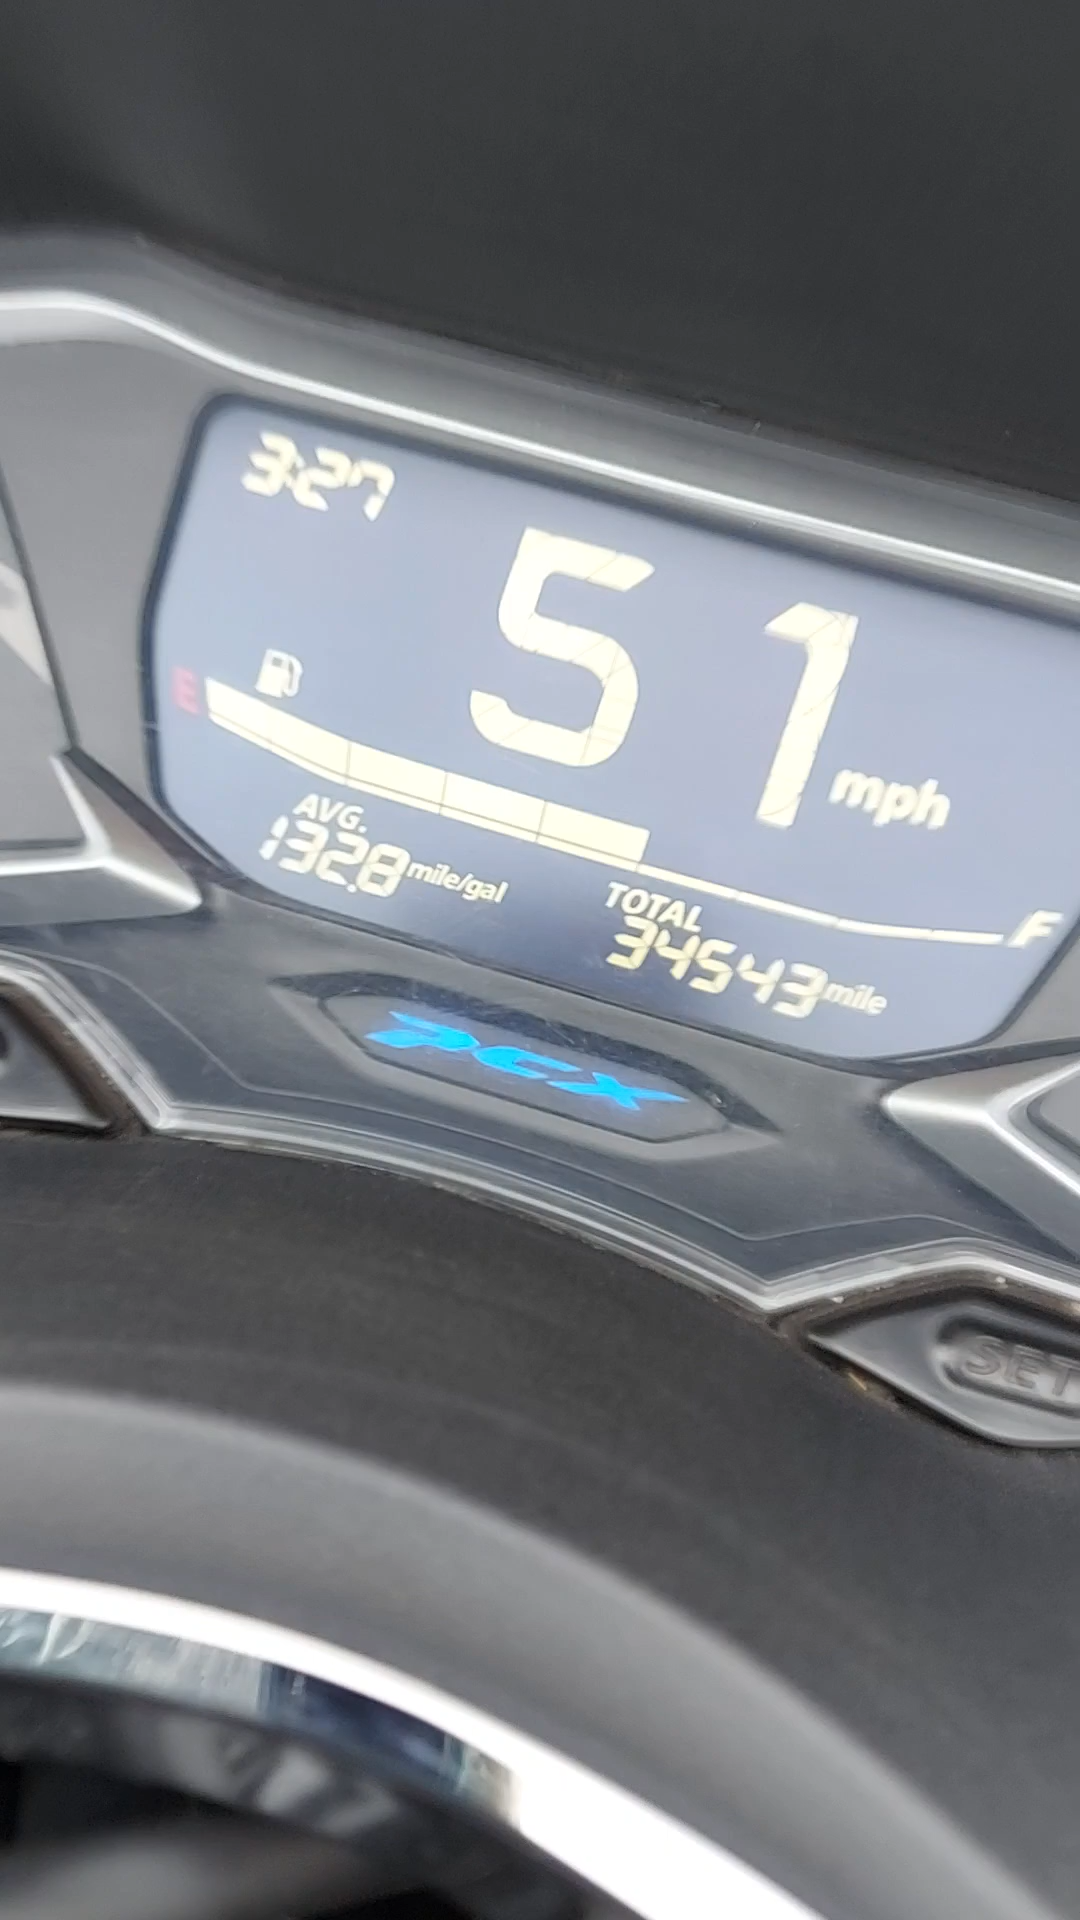 3:27
51 mph
E
AVG.
132.8 mile/gal
TOTAL
34543 mile
F
PCX
SET